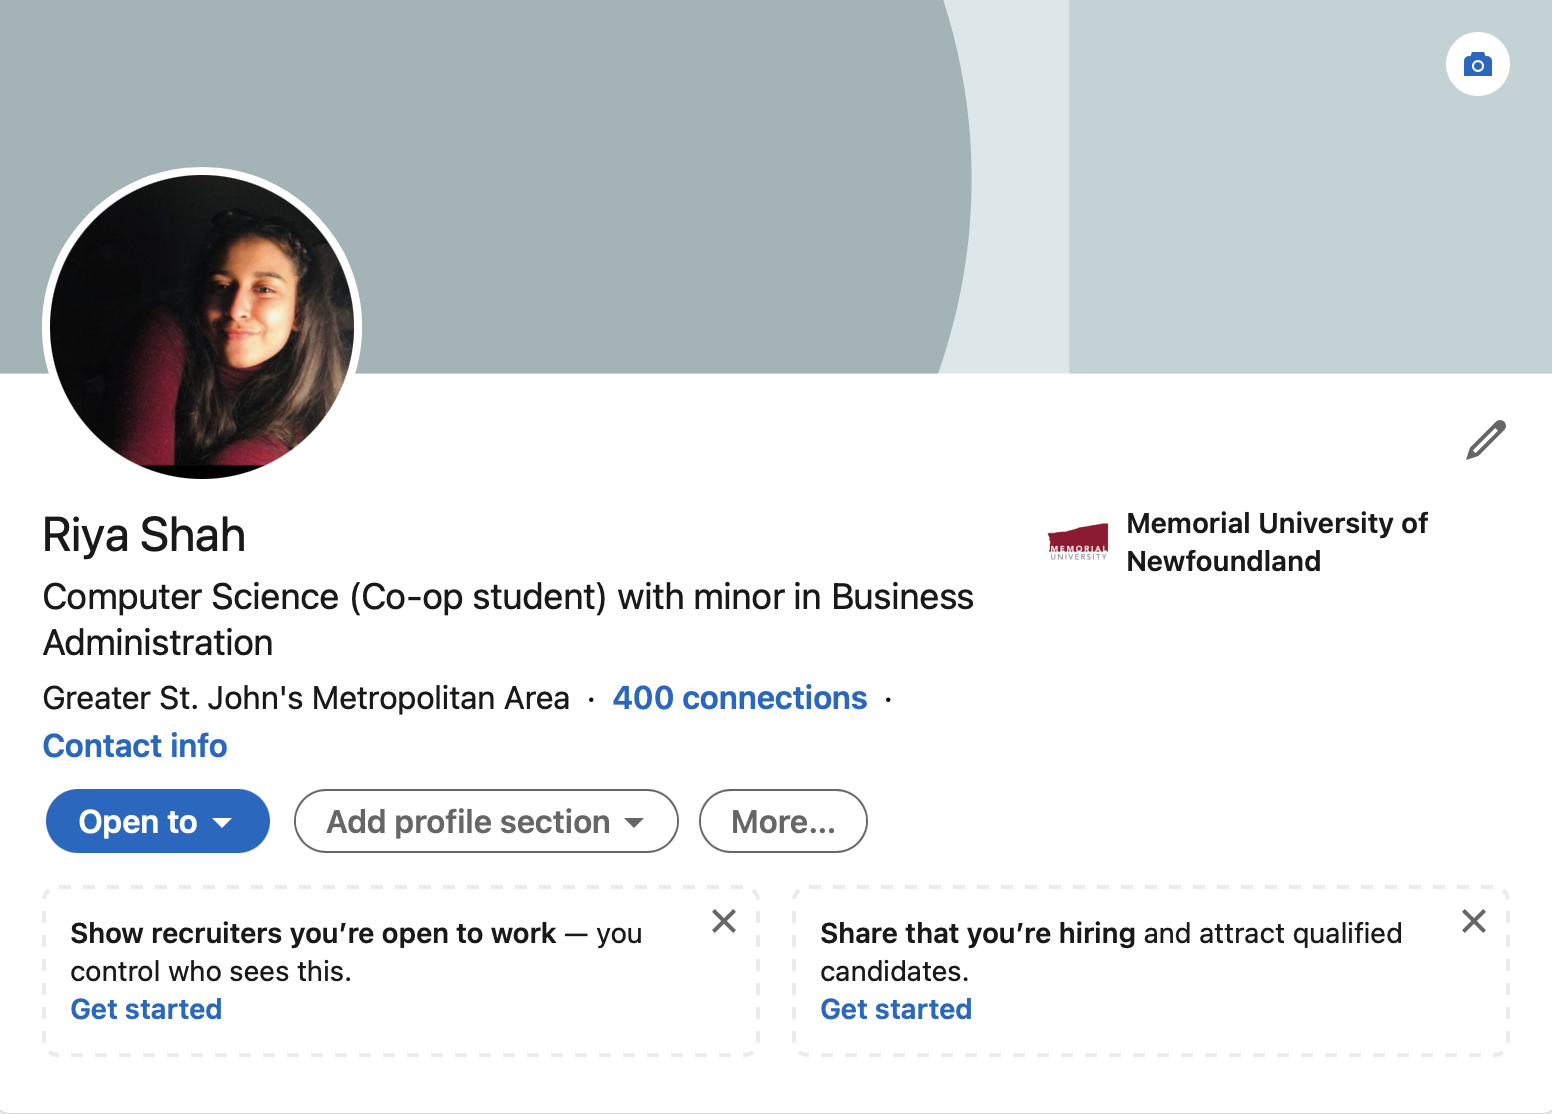 Riya Shah
Computer Science (Co-op student) with minor in Business
Administration
Greater St. John's Metropolitan Area · 400 connections ·
Contact info
MEMORIAL
UNIVERSITY
Memorial University of
Newfoundland
Open to
Add profile section
More...
Show recruiters you’re open to work — you
control who sees this.
Get started
Share that you’re hiring and attract qualified
candidates.
Get started